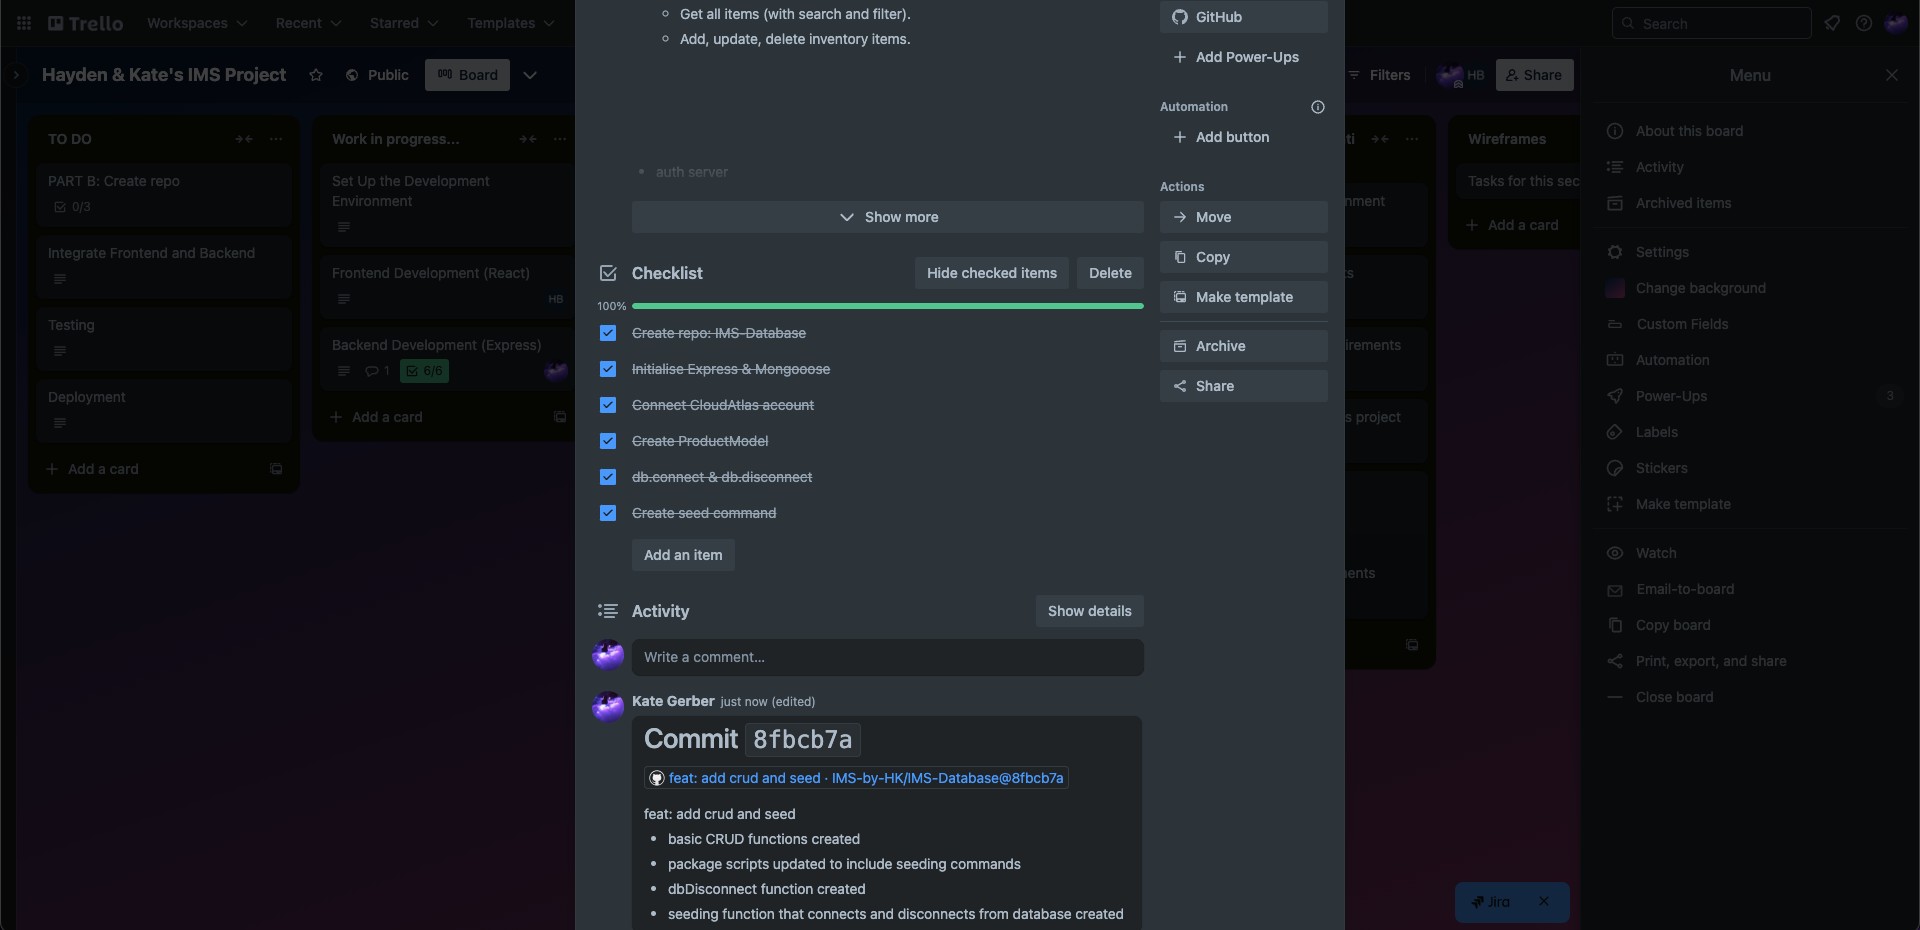 Trello
Workspaces
Recent
Starred
Templates
Search
Hayden & Kate's IMS Project
Public
Board
Filters
HB
Share
TO DO
PART B: Create repo
0/3
Integrate Frontend and Backend
Testing
Deployment
Add a card
Work in progress...
Set Up the Development
Environment
Frontend Development (React)
HB
Backend Development (Express)
1
6/6
Add a card
Get all items (with search and filter).
Add, update, delete inventory items.
auth server
Show more
Checklist
Hide checked items
Delete
100%
Create repo: IMS-Database
Initialise Express & Mongooose
Connect CloudAtlas account
Create ProductModel
db.connect & db.disconnect
Create seed command
Add an item
Activity
Show details
Write a comment...
Kate Gerber just now (edited)
Commit 8fbcb7a
feat: add crud and seed · IMS-by-HK/IMS-Database@8fbcb7a
feat: add crud and seed
basic CRUD functions created
package scripts updated to include seeding commands
dbDisconnect function created
seeding function that connects and disconnects from database created
GitHub
Add Power-Ups
Automation
Add button
Actions
Move
Copy
Make template
Archive
Share
s project
Wireframes
Tasks for this sec
Add a card
Menu
About this board
Activity
Archived items
Settings
Change background
Custom Fields
Automation
Power-Ups
3
Labels
Stickers
Make template
Watch
Email-to-board
Copy board
Print, export, and share
Close board
Jira